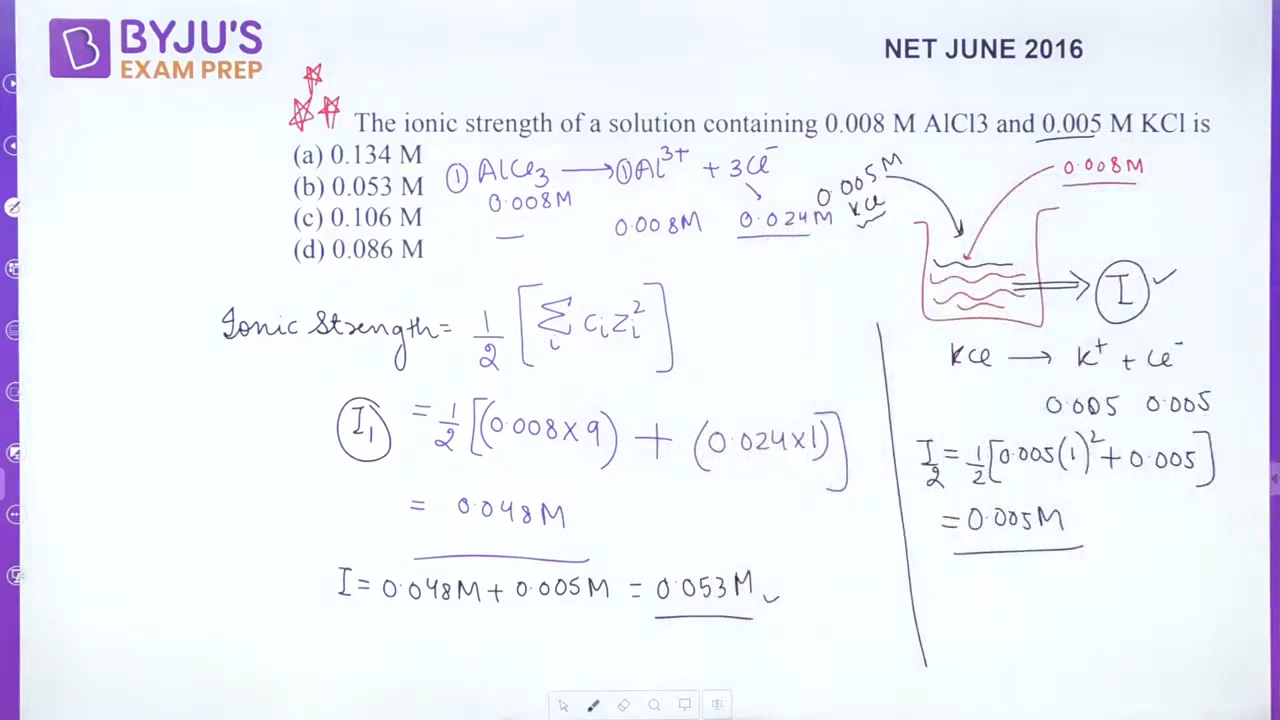 BYJU'S
EXAM PREP
NET JUNE 2016
The ionic strength of a solution containing 0.008 M AlCl3 and 0.005 M KCl is
(a) 0.134 M
(b) 0.053 M
(c) 0.106 M
(d) 0.086 M
① AlCl₃ ⟶ ① Al³⁺ + 3Cl⁻
0.008M 0.008M 0.024M
0.005M
KCl
0.008M
I
Ionic Strength = 1/2 [Σᵢ cᵢzᵢ²]
I₁ = 1/2 [(0.008×9) + (0.024×1)]
= 0.048M
I = 0.048M + 0.005M = 0.053M
KCl ⟶ K⁺ + Cl⁻
0.005 0.005
I₂ = 1/2 [0.005(1)² + 0.005]
= 0.005M